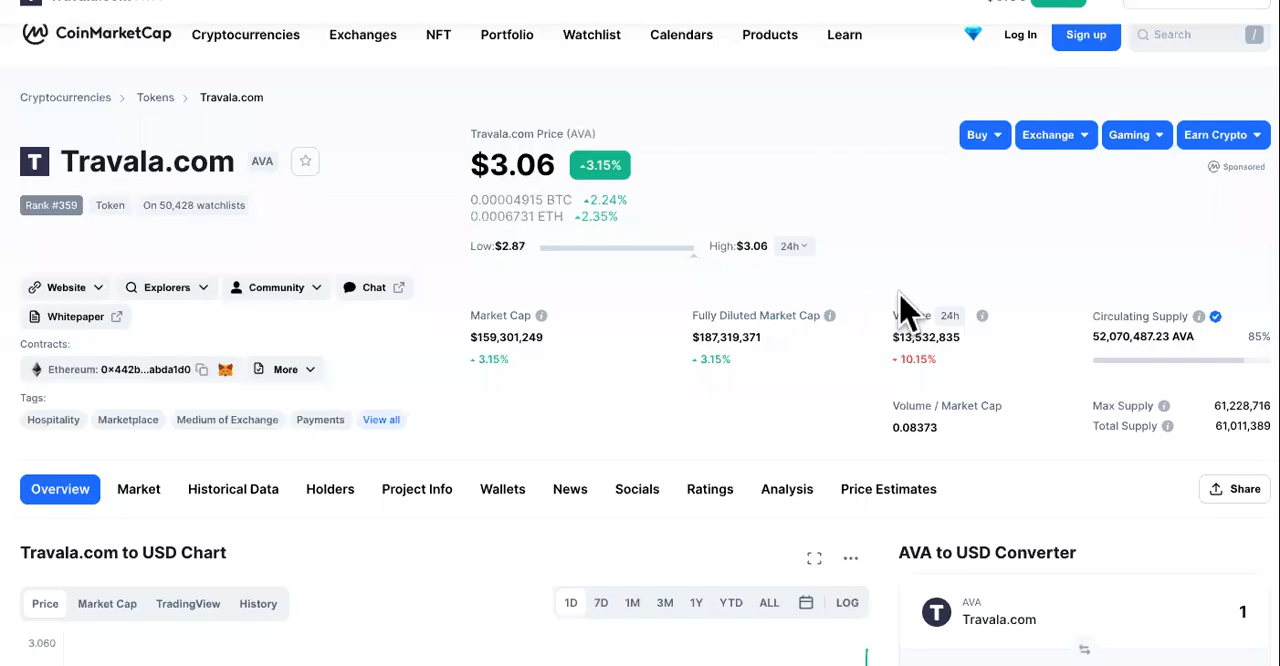 CoinMarketCap Cryptocurrencies Exchanges NFT Portfolio Watchlist Calendars Products Learn Log In Sign up Search /
Cryptocurrencies > Tokens > Travala.com
T Travala.com AVA
Rank #359 Token On 50,428 watchlists
Travala.com Price (AVA)
$3.06 3.15%
0.00004915 BTC 2.24%
0.0006731 ETH 2.35%
Low:$2.87 High:$3.06 24h
Buy Exchange Gaming Earn Crypto
Sponsored
Website Explorers Community Chat
Whitepaper
Contracts:
Ethereum: 0x442b...abda1d0 More
Tags:
Hospitality Marketplace Medium of Exchange Payments View all
Market Cap
$159,301,249
3.15%
Fully Diluted Market Cap
$187,319,371
3.15%
24h
$13,532,835
10.15%
Volume / Market Cap
0.08373
Circulating Supply
52,070,487.23 AVA 85%
Max Supply 61,228,716
Total Supply 61,011,389
Overview Market Historical Data Holders Project Info Wallets News Socials Ratings Analysis Price Estimates Share
Travala.com to USD Chart
Price Market Cap TradingView History
1D 7D 1M 3M 1Y YTD ALL LOG
3.060
AVA to USD Converter
T AVA
Travala.com 1